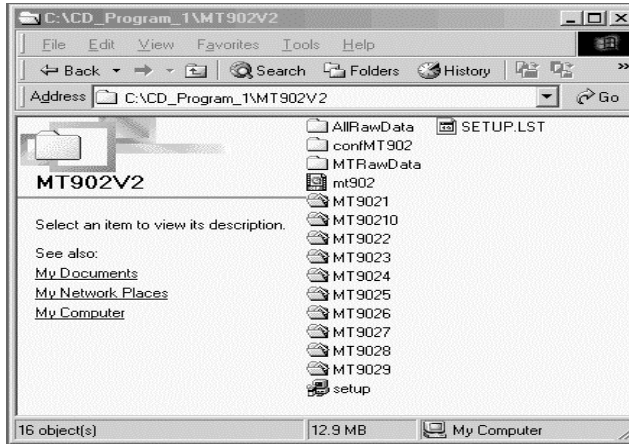 C:\CD_Program_1\MT902V2
File Edit View Favorites Tools Help
Back Search Folders History »
Address C:\CD_Program_1\MT902V2 Go
MT902V2
Select an item to view its description.
See also:
My Documents
My Network Places
My Computer
AllRawData
confMT902
MTRawData
mt902
MT9021
MT90210
MT9022
MT9023
MT9024
MT9025
MT9026
MT9027
MT9028
MT9029
setup
SETUP.LST
16 object(s) 12.9 MB My Computer